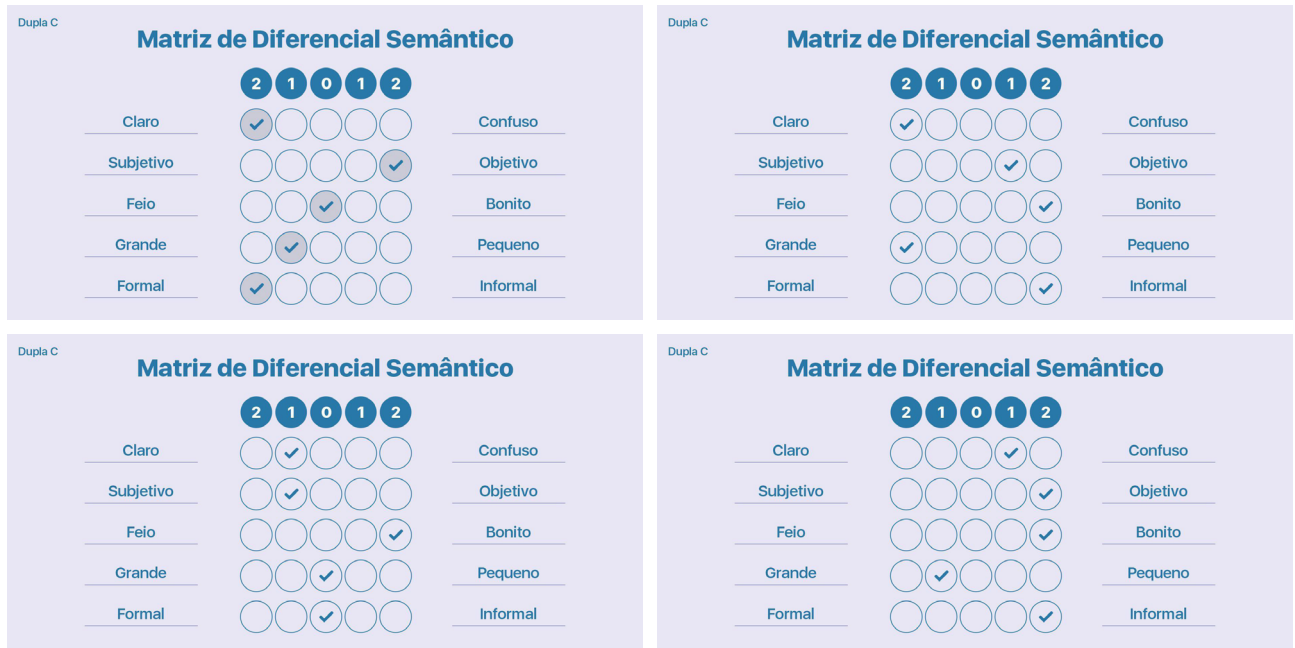 Dupla C
Matriz de Diferencial Semântico
2 1 0 1 2
Claro Confuso
Subjetivo Objetivo
Feio Bonito
Grande Pequeno
Formal Informal
Dupla C
Matriz de Diferencial Semântico
2 1 0 1 2
Claro Confuso
Subjetivo Objetivo
Feio Bonito
Grande Pequeno
Formal Informal
Dupla C
Matriz de Diferencial Semântico
2 1 0 1 2
Claro Confuso
Subjetivo Objetivo
Feio Bonito
Grande Pequeno
Formal Informal
Dupla C
Matriz de Diferencial Semântico
2 1 0 1 2
Claro Confuso
Subjetivo Objetivo
Feio Bonito
Grande Pequeno
Formal Informal